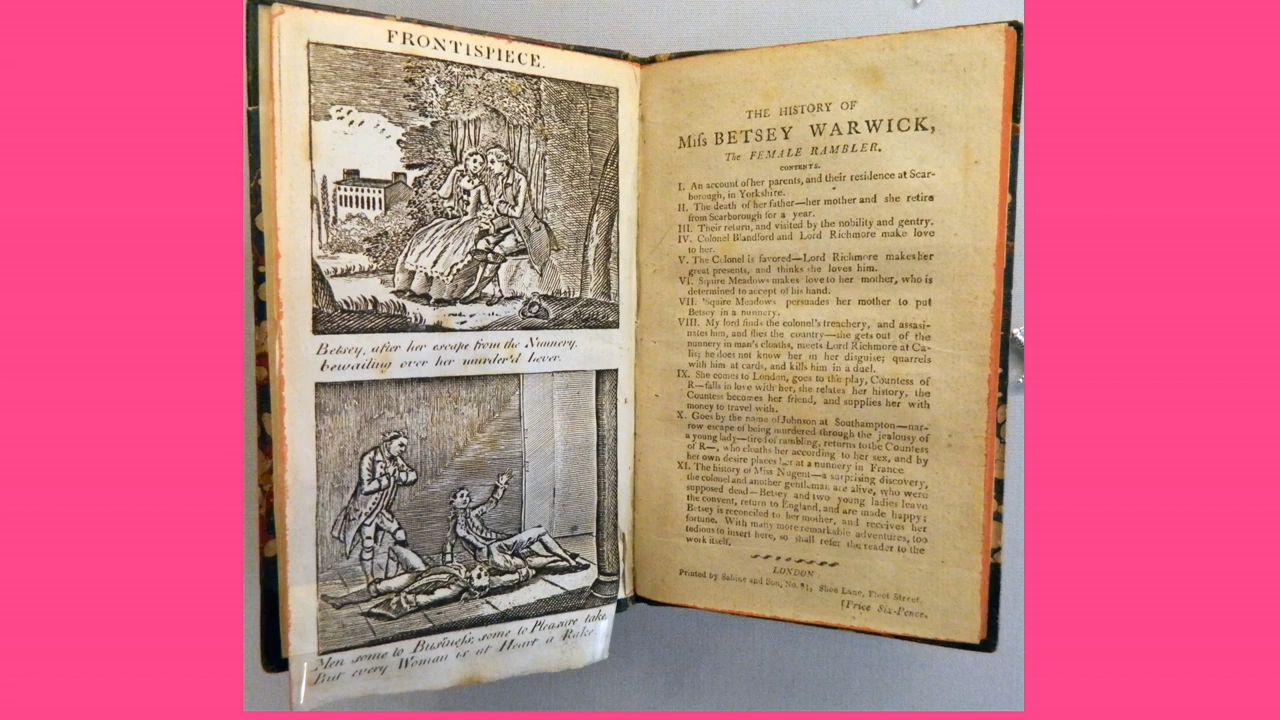 FRONTISPIECE.
Betsey, after her escape from the Nunnery,
bewailing over her murder'd Lover.
Men some to Busineſs, some to Pleasure take,
But every Woman is at Heart a Rake.
THE HISTORY OF
Miſs BETSEY WARWICK,
The FEMALE RAMBLER.
CONTENTS.
I. An account of her parents, and their residence at Scar-
borough, in Yorkshire.
II. The death of her father—her mother and she retire
from Scarborough for a year.
III. Their return, and visited by the nobility and gentry.
IV. Colonel Blandford and Lord Richmore make love
to her.
V. The Colonel is favored—Lord Richmore makes her
great presents, and thinks she loves him.
VI. Squire Meadows makes love to her mother, who is
determined to accept of his hand.
VII. 'Squire Meadows persuades her mother to put
Betsey in a nunnery.
VIII. My lord finds the colonel's treachery, and assasi-
nates him, and flies the country—she gets out of the
nunnery in man's cloaths, meets Lord Richmore at Ca-
lis; he does not know her in her disguise; quarrels
with him at cards, and kills him in a duel.
IX. She comes to London, goes to the play, Countess of
R—falls in love with her, she relates her history, the
Countess becomes her friend, and supplies her with
money to travel with.
X. Goes by the name of Johnson at Southampton—nar-
row escape of being murdered through the jealousy of
a young lady—tired of rambling, returns to the Countess
of R—, who cloaths her according to her sex, and by
her own desire places her at a nunnery in France
XI. The history of Miss Nugent—a surprising discovery,
the colonel and another gentleman are alive, who were
supposed dead—Betsey and two young ladies leave
the convent, return to England, and are made happy;
Betsey is reconciled to her mother, and receives her
fortune. With many more remarkable adventures, too
tedious to insert here, so shall refer the reader to the
work itself.
LONDON
Printed by Sabine and Son, No. 81, Shoe Lane, Fleet Street.
[Price Six-Pence.